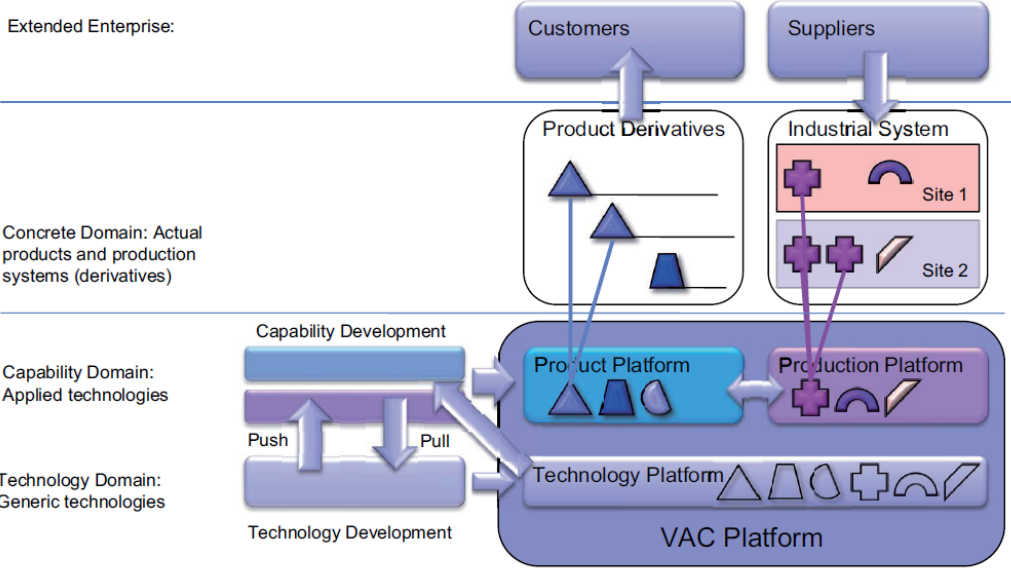 Extended Enterprise:
Customers
Suppliers
Product Derivatives
Industrial System
Site 1
Concrete Domain: Actual
products and production
systems (derivatives)
Site 2
Capability Development
Capability Domain:
Applied technologies
Product Platform
Production Platform
Push
Pull
Technology Domain:
Generic technologies
Technology Platform
Technology Development
VAC Platform